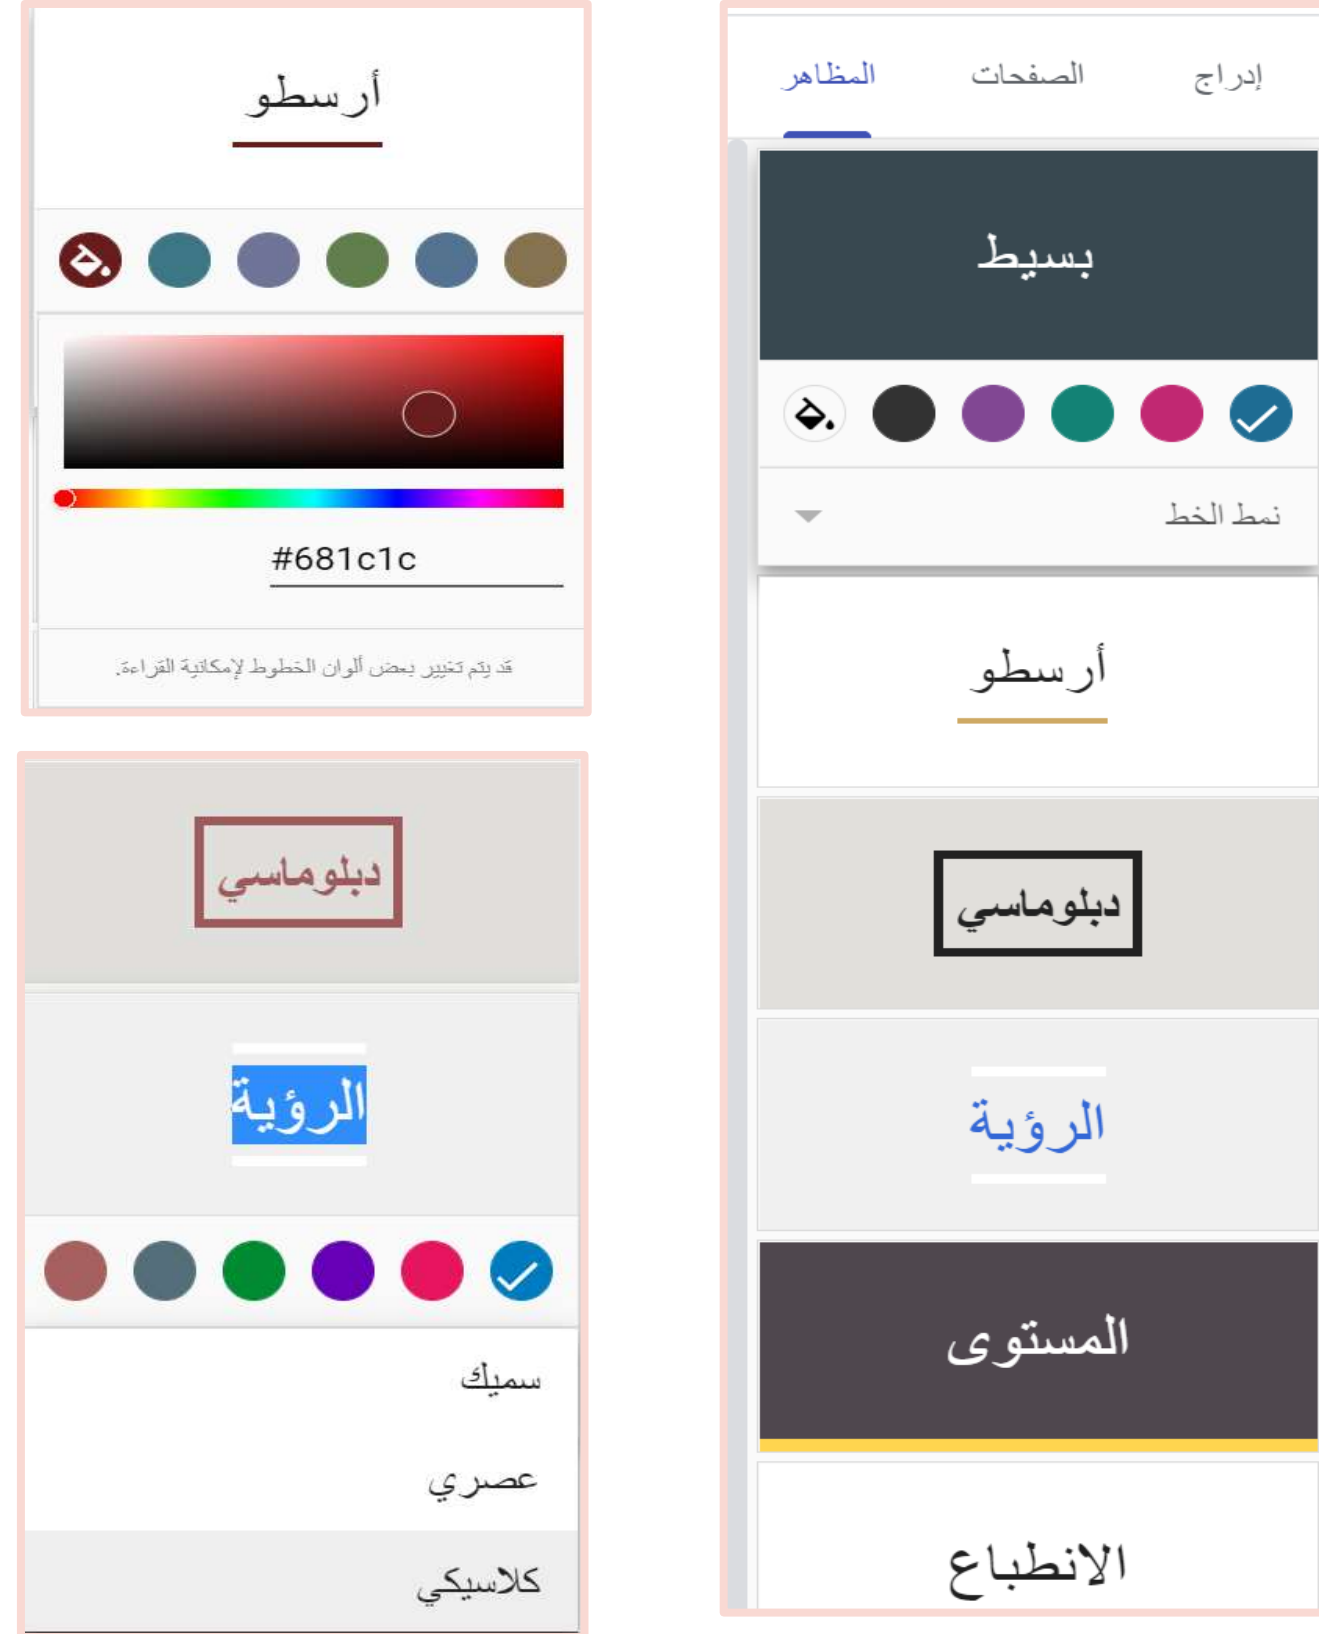 إدراج الصفحات المظاهر
بسيط
نمط الخط
أرسطو
دبلوماسي
الرؤية
المستوى
الانطباع
أرسطو
#681c1c
قد يتم تغيير بعض ألوان الخطوط لإمكانية القراءة.
دبلوماسي
الرؤية
سميك
عصري
كلاسيكي